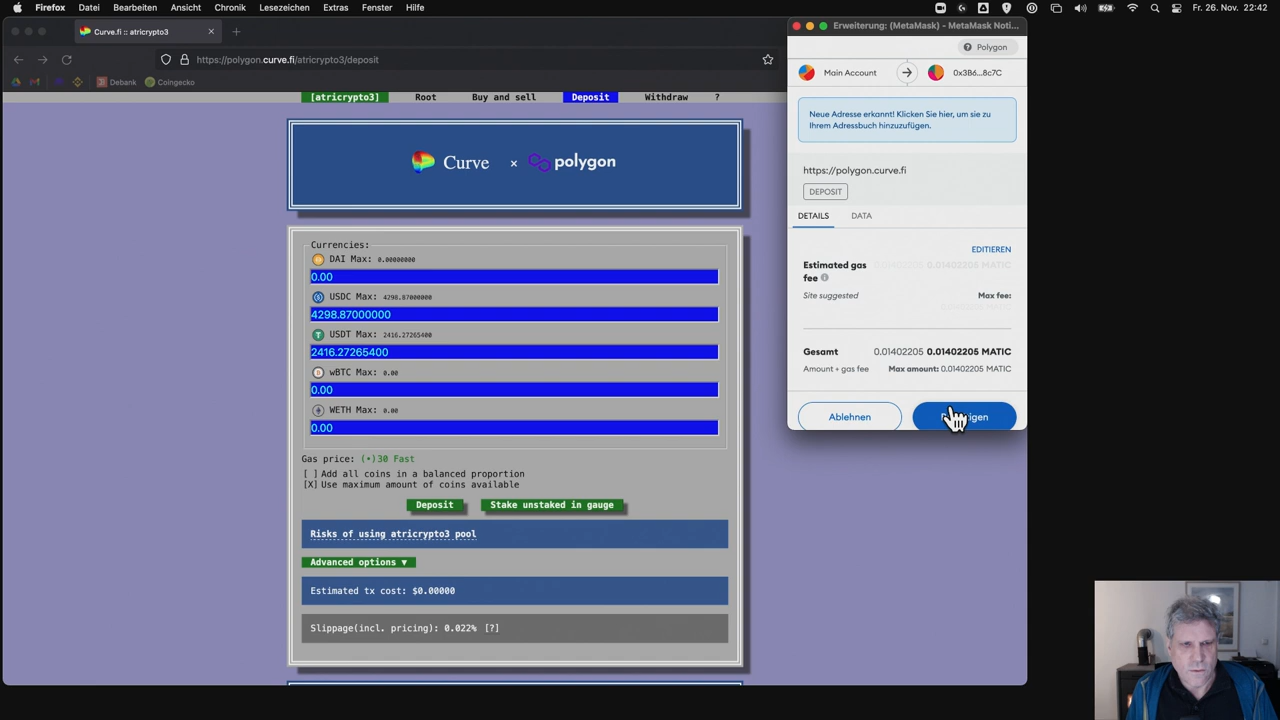 Firefox Datei Bearbeiten Ansicht Chronik Lesezeichen Extras Fenster Hilfe
Fr. 26. Nov. 22:42
Curve.fi :: atricrypto3
https://polygon.curve.fi/atricrypto3/deposit
Debank Coingecko
[atricrypto3] Root Buy and sell Deposit Withdraw ?
Curve × polygon
Currencies:
DAI Max: 0.00000000
0.00
USDC Max: 4298.87000000
4298.87000000
USDT Max: 2416.27265400
2416.27265400
wBTC Max: 0.00
0.00
WETH Max: 0.00
0.00
Gas price: (•)30 Fast
[ ] Add all coins in a balanced proportion
[X] Use maximum amount of coins available
Deposit Stake unstaked in gauge
Risks of using atricrypto3 pool
Advanced options ▼
Estimated tx cost: $0.00000
Slippage(incl. pricing): 0.022% [?]
Erweiterung: (MetaMask) - MetaMask Noti...
? Polygon
Main Account 0x3B6...8c7C
Neue Adresse erkannt! Klicken Sie hier, um sie zu
Ihrem Adressbuch hinzuzufügen.
https://polygon.curve.fi
DEPOSIT
DETAILS DATA
EDITIEREN
Estimated gas 0.01402205 MATIC
fee
Site suggested Max fee:
Gesamt 0.01402205 0.01402205 MATIC
Amount + gas fee Max amount: 0.01402205 MATIC
Ablehnen